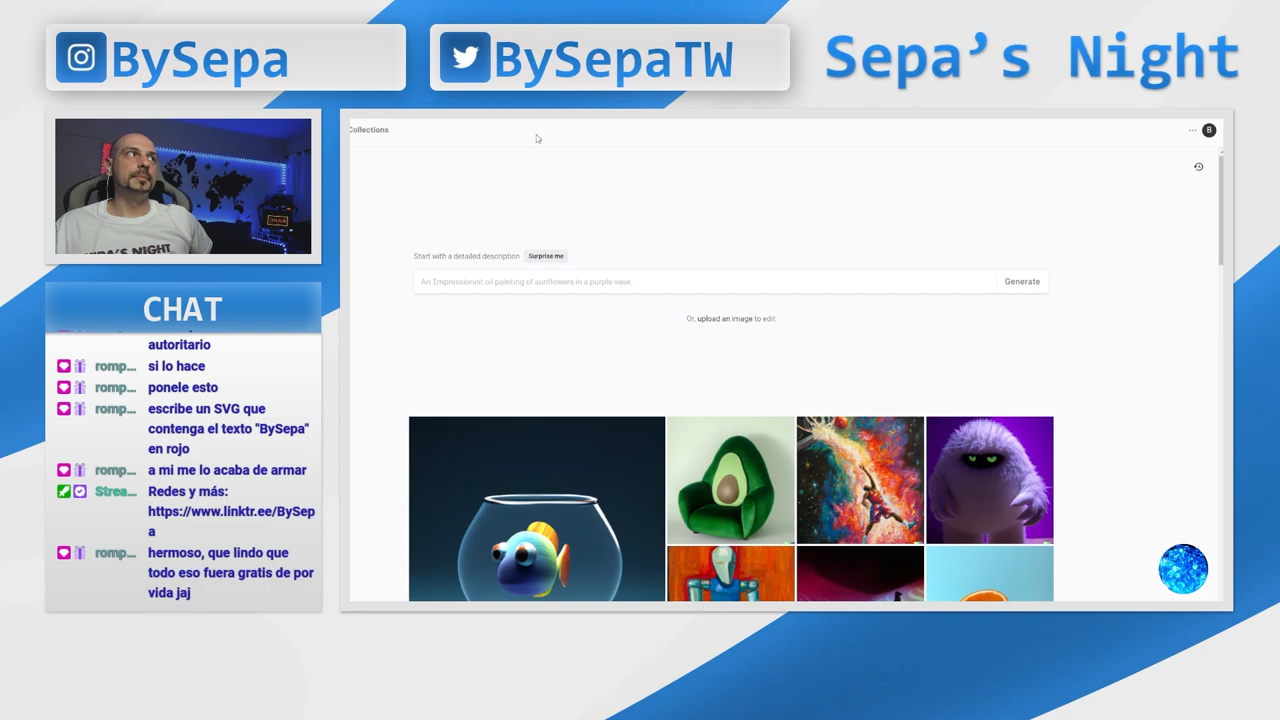 BySepa
BySepaTW
Sepa's Night
Collections
B
Start with a detailed description Surprise me
An Impressionist oil painting of sunflowers in a purple vase...
Generate
Or, upload an image to edit
CHAT
autoritario
romp... si lo hace
romp... ponele esto
romp... escribe un SVG que
contenga el texto "BySepa"
en rojo
romp... a mi me lo acaba de armar
Strea... Redes y más:
https://www.linktr.ee/BySep
a
romp... hermoso, que lindo que
todo eso fuera gratis de por
vida jaj
ON AIR